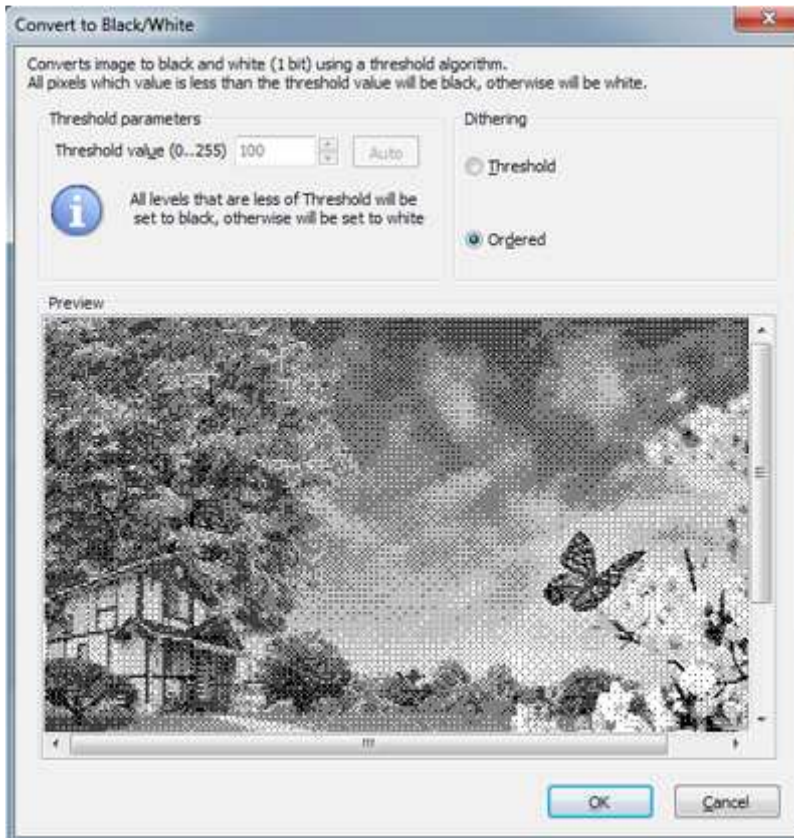 Convert to Black/White
Converts image to black and white (1 bit) using a threshold algorithm.
All pixels which value is less than the threshold value will be black, otherwise will be white.
Threshold parameters
Threshold value (0...255) 100 Auto
All levels that are less of Threshold will be
set to black, otherwise will be set to white
Dithering
Threshold
Ordered
Preview
OK Cancel